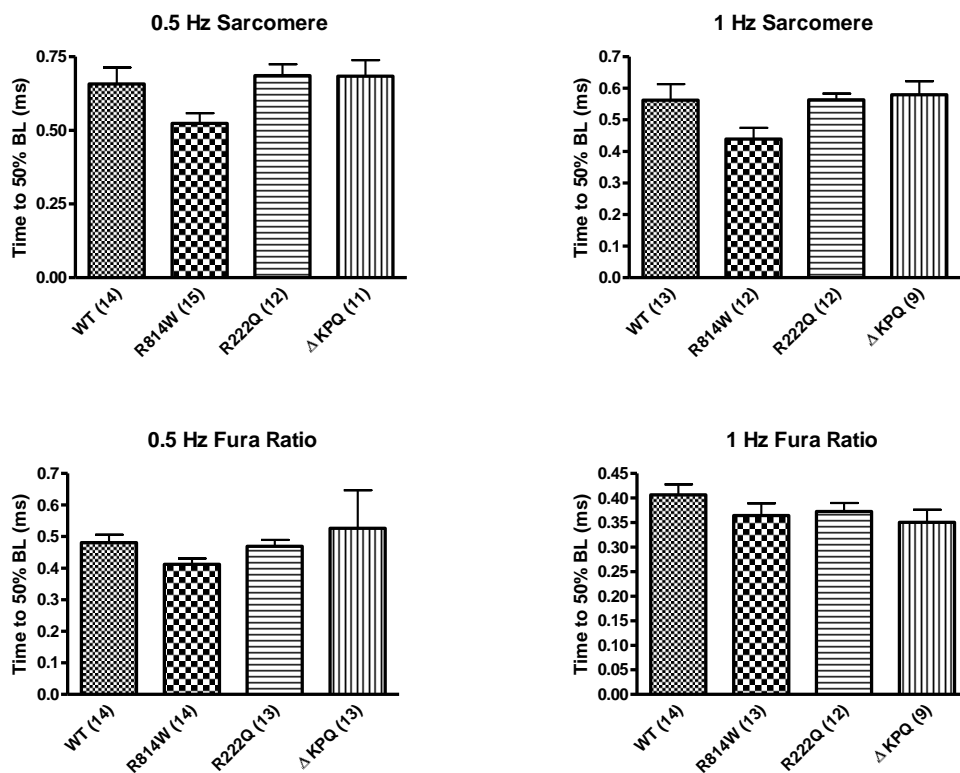 0.5 Hz Sarcomere
Time to 50% BL (ms)
0.75
0.50
0.25
0.00
WT (14)
R814W (15)
R222Q (12)
Δ KPQ (11)
1 Hz Sarcomere
Time to 50% BL (ms)
0.7
0.6
0.5
0.4
0.3
0.2
0.1
0.0
WT (13)
R814W (12)
R222Q (12)
Δ KPQ (9)
0.5 Hz Fura Ratio
Time to 50% BL (ms)
0.7
0.6
0.5
0.4
0.3
0.2
0.1
0.0
WT (14)
R814W (14)
R222Q (13)
Δ KPQ (13)
1 Hz Fura Ratio
Time to 50% BL (ms)
0.45
0.40
0.35
0.30
0.25
0.20
0.15
0.10
0.05
0.00
WT (14)
R814W (13)
R222Q (12)
Δ KPQ (9)